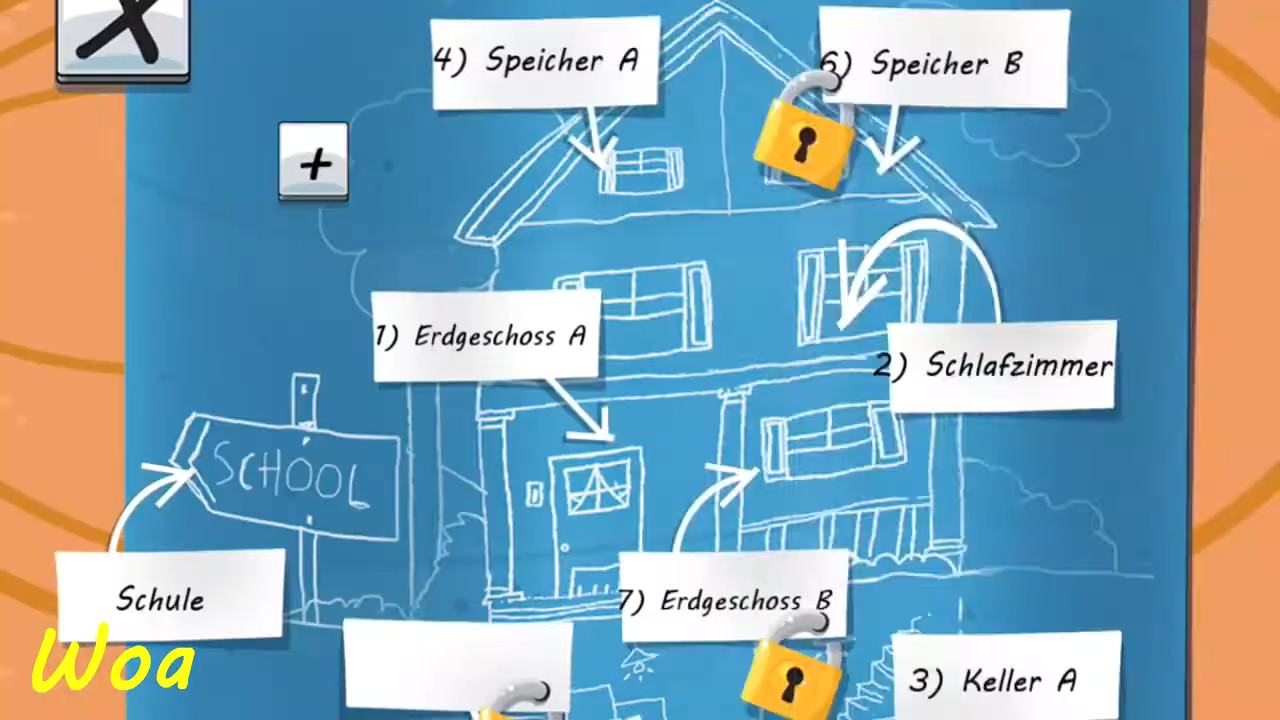 X
4) Speicher A
6) Speicher B
+
1) Erdgeschoss A
2) Schlafzimmer
SCHOOL
Schule
7) Erdgeschoss B
Woa
3) Keller A